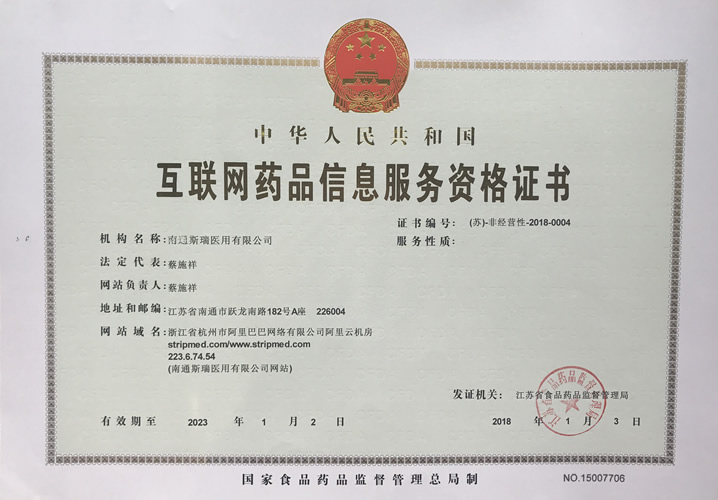 中华人民共和国
互联网药品信息服务资格证书
证书编号: (苏)-非经营性-2018-0004
机构名称: 南通斯瑞医用有限公司
服务性质:
法定代表: 蔡施祥
网站负责人: 蔡施祥
地址和邮编: 江苏省南通市跃龙南路182号A座 226004
网站域名: 浙江省杭州市阿里巴巴网络有限公司阿里云机房
stripmed.com/www.stripmed.com
223.6.74.54
(南通斯瑞医用有限公司网站)
发证机关: 江苏省食品药品监督管理局
有效期至 2023 年 1 月 2 日
2018 年 1 月 3 日
国家食品药品监督管理总局制
NO.15007706